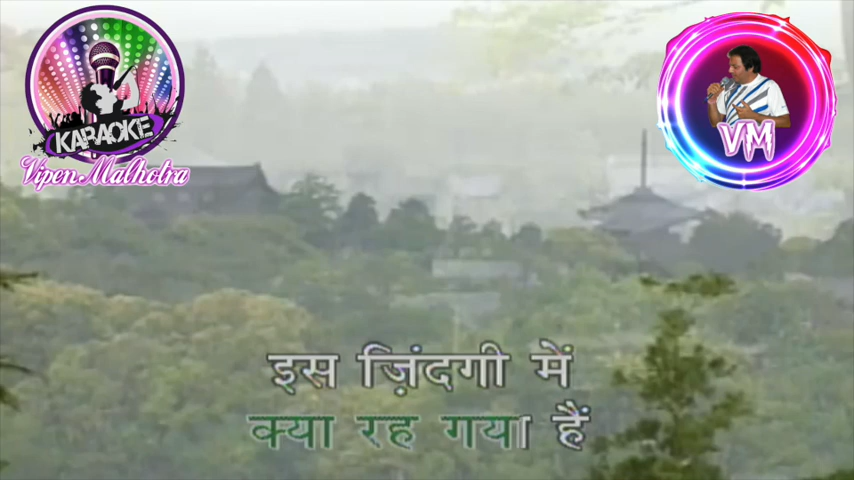 KARAOKE
Vipen Malhotra
VM
इस ज़िंदगी में
क्या रह गया हैं